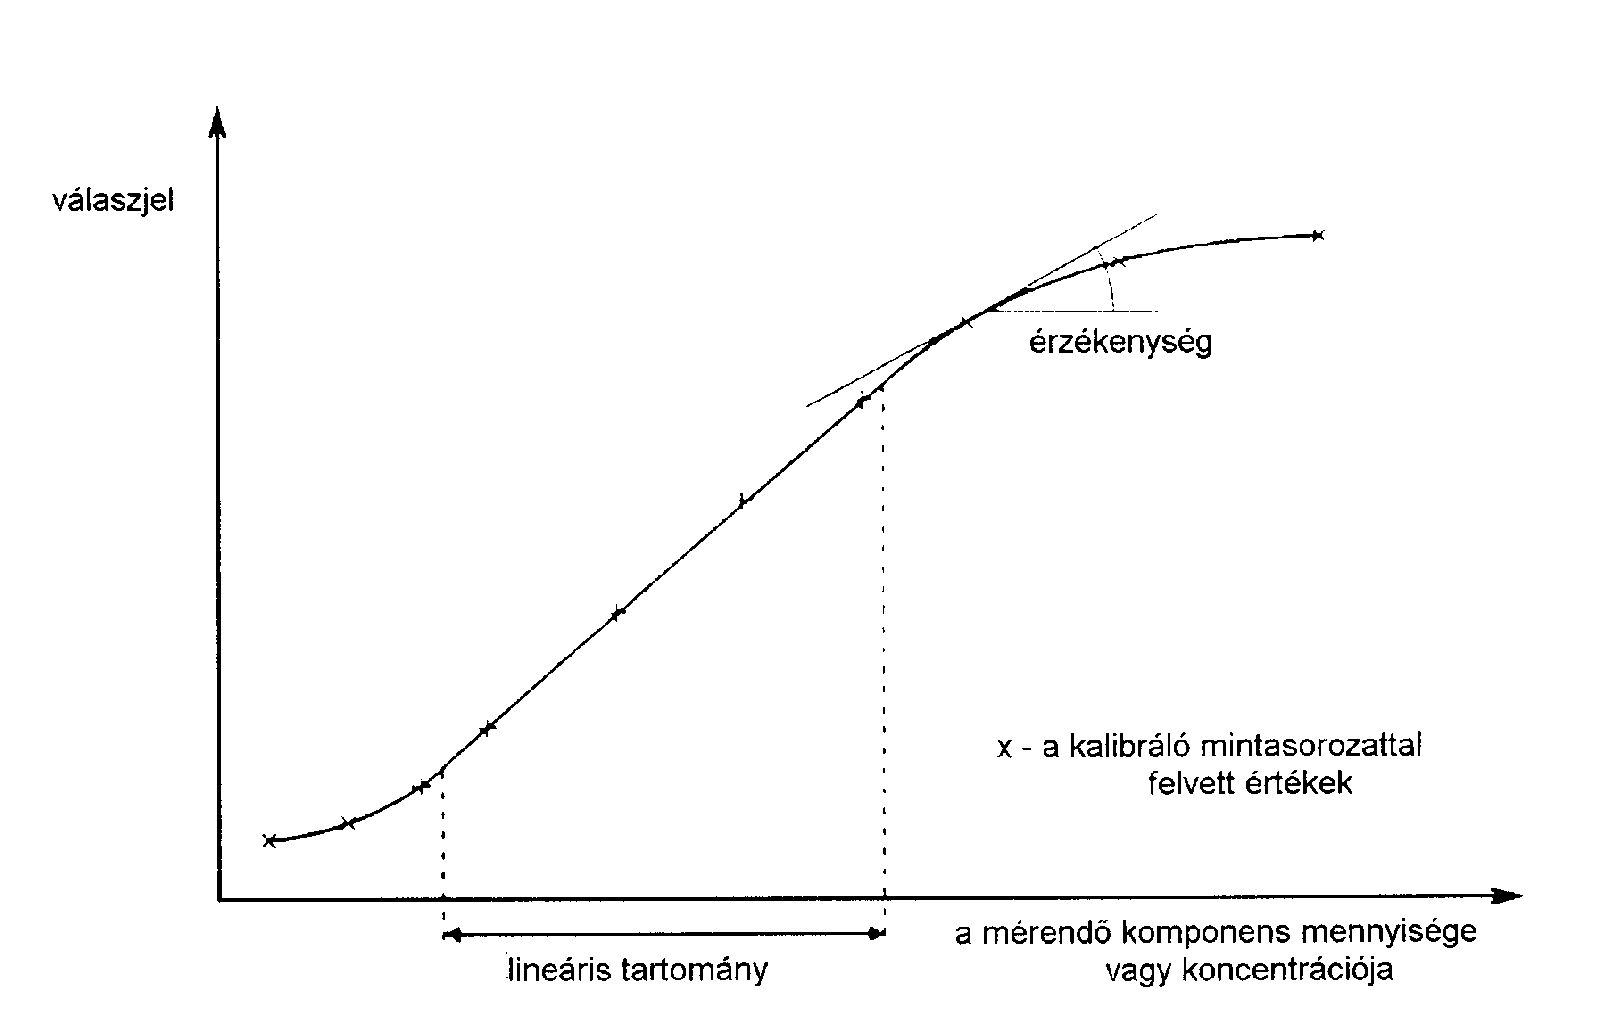 válaszjel
érzékenység
x - a kalibráló mintasorozattal
felvett értékek
a mérendő komponens mennyisége
vagy koncentrációja
lineáris tartomány